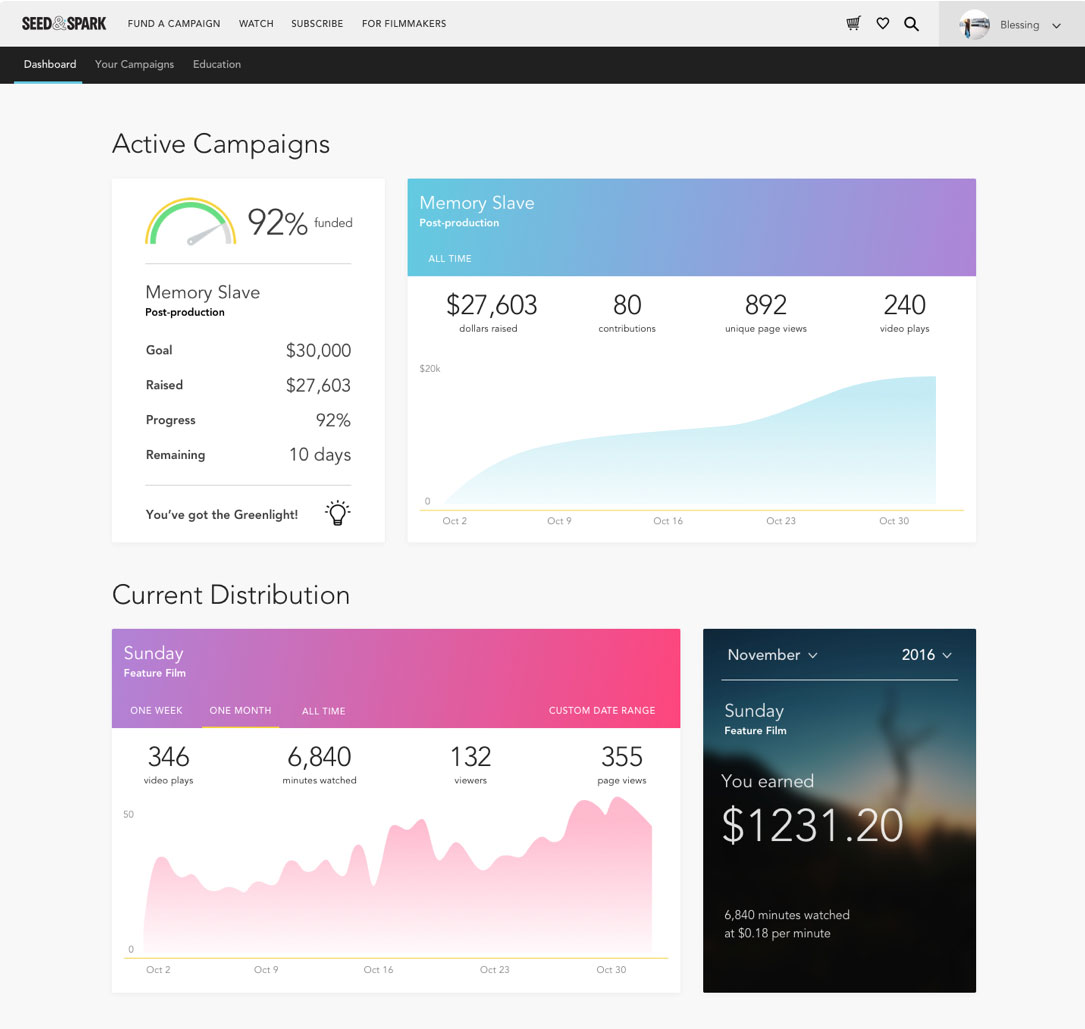 SEED&SPARK FUND A CAMPAIGN WATCH SUBSCRIBE FOR FILMMAKERS Blessing
Dashboard Your Campaigns Education
Active Campaigns
92% funded
Memory Slave
Post-production
Goal $30,000
Raised $27,603
Progress 92%
Remaining 10 days
You've got the Greenlight!
Memory Slave
Post-production
ALL TIME
$27,603 80 892 240
dollars raised contributions unique page views video plays
$20k
0
Oct 2 Oct 9 Oct 16 Oct 23 Oct 30
Current Distribution
Sunday
Feature Film
ONE WEEK ONE MONTH ALL TIME CUSTOM DATE RANGE
346 6,840 132 355
video plays minutes watched viewers page views
50
0
Oct 2 Oct 9 Oct 16 Oct 23 Oct 30
November 2016
Sunday
Feature Film
You earned
$1231.20
6,840 minutes watched
at $0.18 per minute